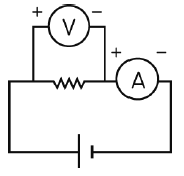 + V −
+ A −